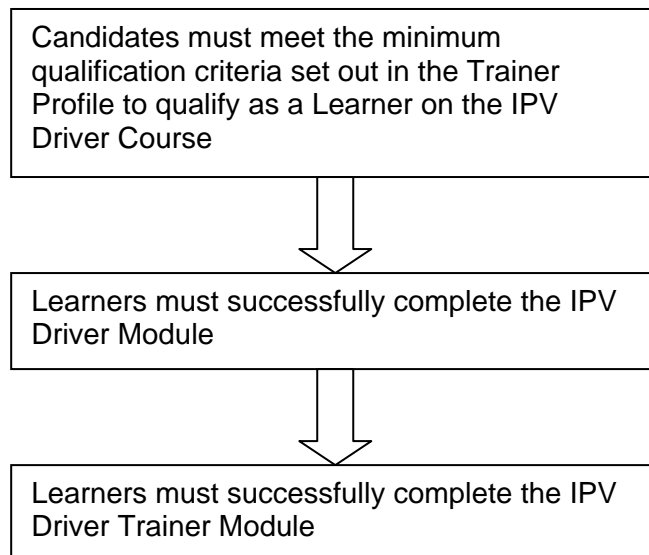 Candidates must meet the minimum
qualification criteria set out in the Trainer
Profile to qualify as a Learner on the IPV
Driver Course
Learners must successfully complete the IPV
Driver Module
Learners must successfully complete the IPV
Driver Trainer Module